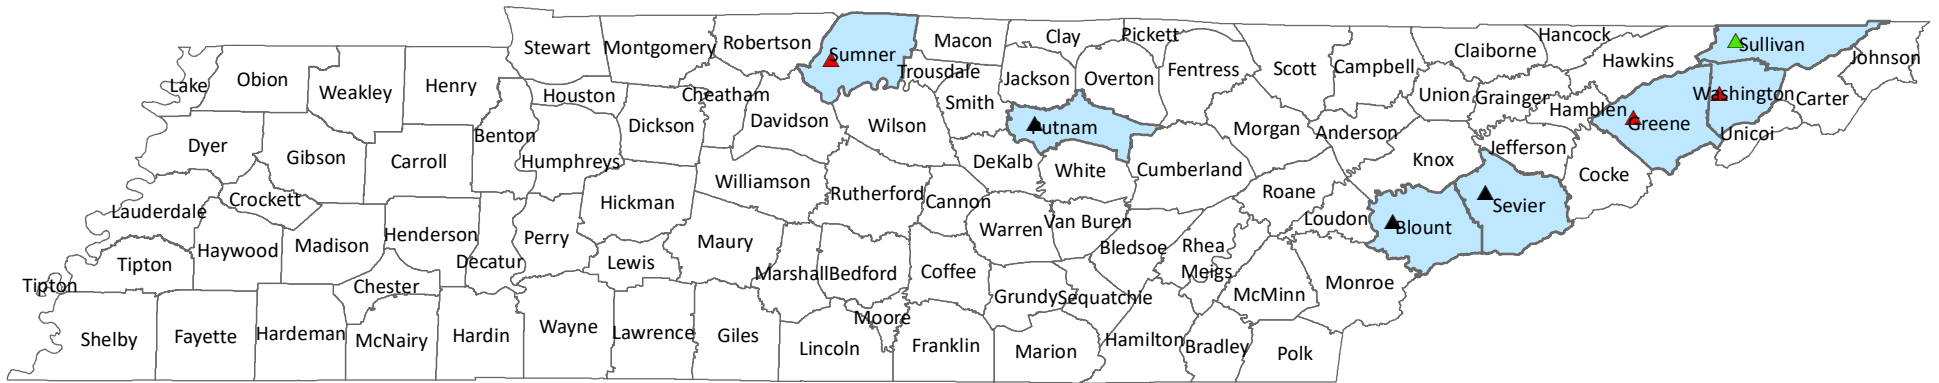 Stewart
Montgomery
Robertson
Sumner
Macon
Clay
Pickett
Hancock
Sullivan
Claiborne
Hawkins
Johnson
Lake
Obion
Weakley
Henry
Houston
Cheatham
Trousdale
Jackson
Overton
Fentress
Scott
Campbell
Union
Grainger
Hamblen
Washington
Carter
Benton
Dickson
Davidson
Wilson
Smith
Putnam
Morgan
Anderson
Greene
Unicoi
Dyer
Gibson
Carroll
Humphreys
DeKalb
White
Cumberland
Knox
Jefferson
Cocke
Crockett
Lauderdale
Hickman
Williamson
Rutherford
Cannon
Roane
Loudon
Sevier
Blount
Haywood
Madison
Henderson
Perry
Maury
Warren
Van Buren
Bledsoe
Rhea
Tipton
Tipton
Decatur
Lewis
Marshall
Bedford
Coffee
Meigs
Chester
Grundy
Sequatchie
McMinn
Monroe
Shelby
Fayette
Hardeman
McNairy
Hardin
Wayne
Lawrence
Giles
Moore
Lincoln
Franklin
Marion
Hamilton
Bradley
Polk